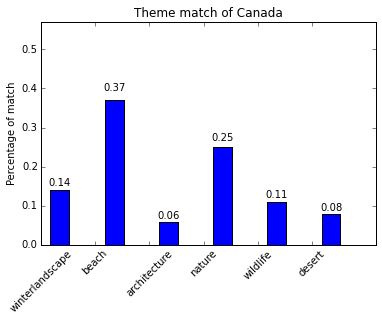 Theme match of Canada
Percentage of match
0.5
0.4
0.3
0.2
0.1
0.0
0.14
0.37
0.06
0.25
0.11
0.08
winterlandscape
beach
architecture
nature
wildlife
desert